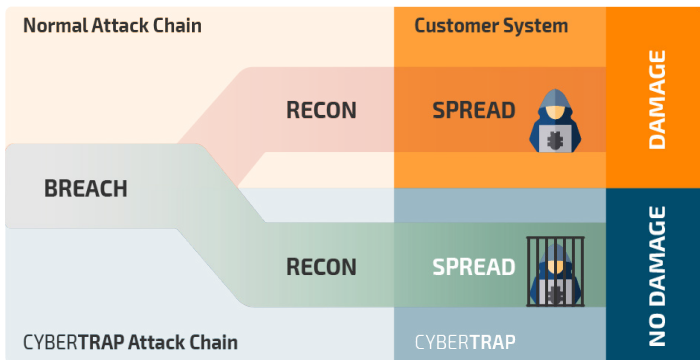 Normal Attack Chain
Customer System
RECON
SPREAD
DAMAGE
BREACH
RECON
SPREAD
NO DAMAGE
CYBERTRAP Attack Chain
CYBERTRAP